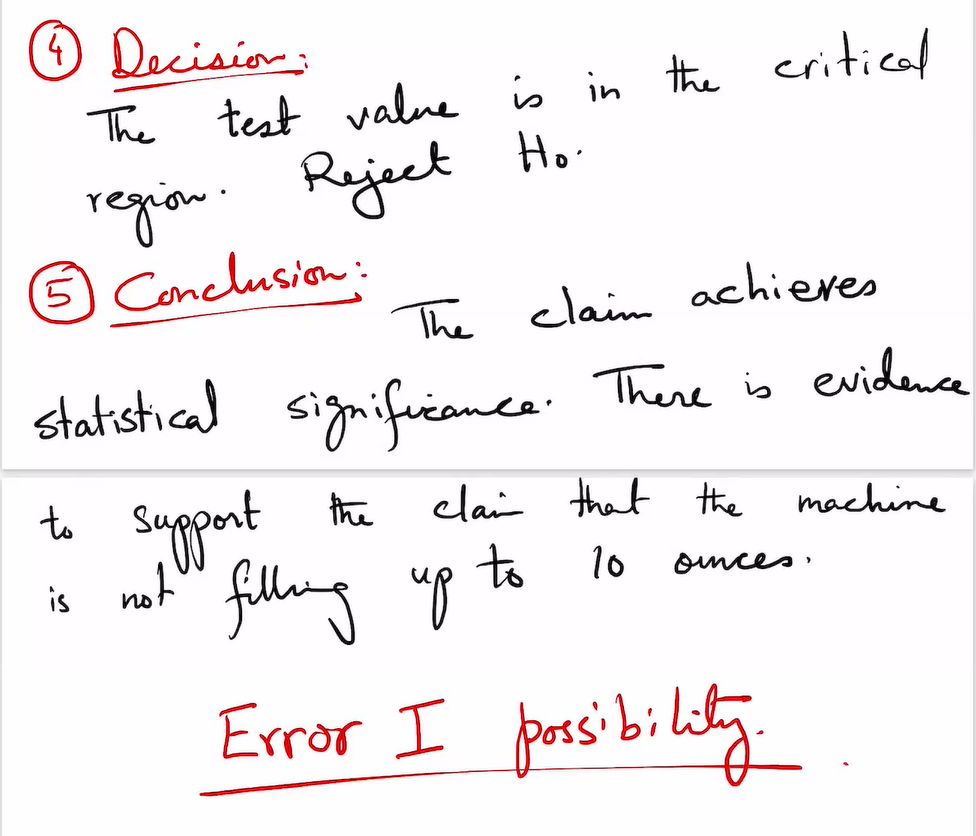 ④ Decision:
The test value is in the critical
region. Reject Ho.
⑤ Conclusion:
The claim achieves
statistical significance. There is evidence
to support the claim that the machine
is not filling up to 10 ounces.
Error I possibility.